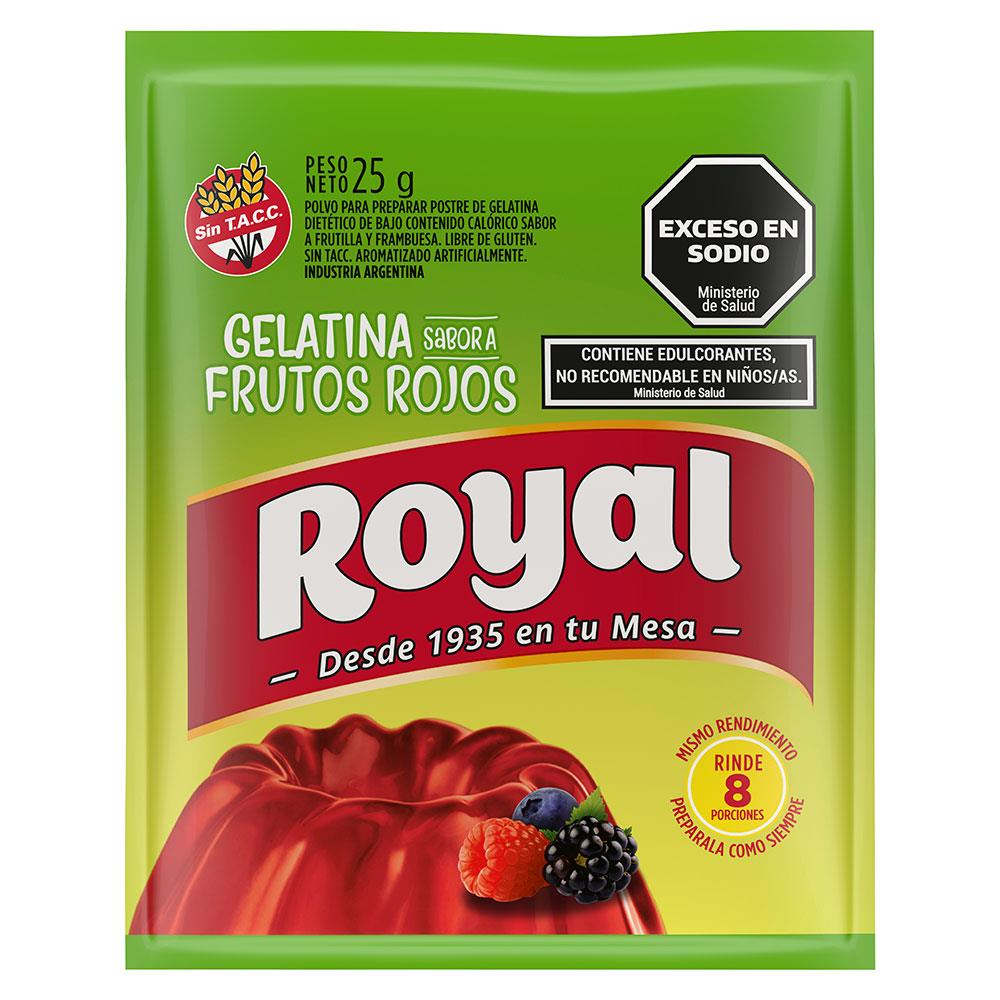 Sin T.A.C.C.
PESO
NETO 25 g
POLVO PARA PREPARAR POSTRE DE GELATINA
DIETÉTICO DE BAJO CONTENIDO CALÓRICO SABOR
A FRUTILLA Y FRAMBUESA. LIBRE DE GLUTEN.
SIN TACC. AROMATIZADO ARTIFICIALMENTE.
INDUSTRIA ARGENTINA
EXCESO EN
SODIO
Ministerio
de Salud
CONTIENE EDULCORANTES,
NO RECOMENDABLE EN NIÑOS/AS.
Ministerio de Salud
GELATINA SABOR A
FRUTOS ROJOS
Royal
— Desde 1935 en tu Mesa —
MISMO RENDIMIENTO
RINDE
8
PORCIONES
PREPARALA COMO SIEMPRE